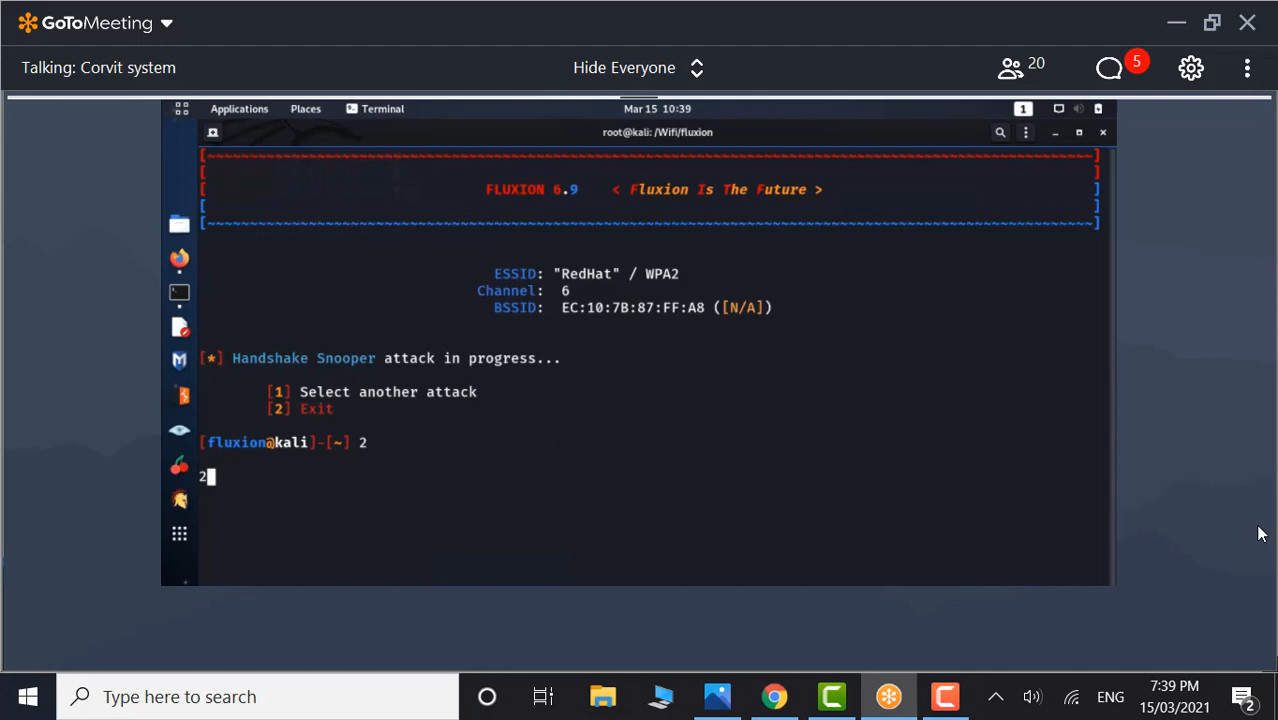 GoToMeeting
Talking: Corvit system
Hide Everyone
20
5
Applications Places Terminal
Mar 15 10:39
1
root@kali: /Wifi/fluxion
FLUXION 6.9 < Fluxion Is The Future >
ESSID: "RedHat" / WPA2
Channel: 6
BSSID: EC:10:7B:87:FF:A8 ([N/A])
[*] Handshake Snooper attack in progress...
[1] Select another attack
[2] Exit
[fluxion@kali]-[~] 2
2
Type here to search
ENG
7:39 PM
15/03/2021
2